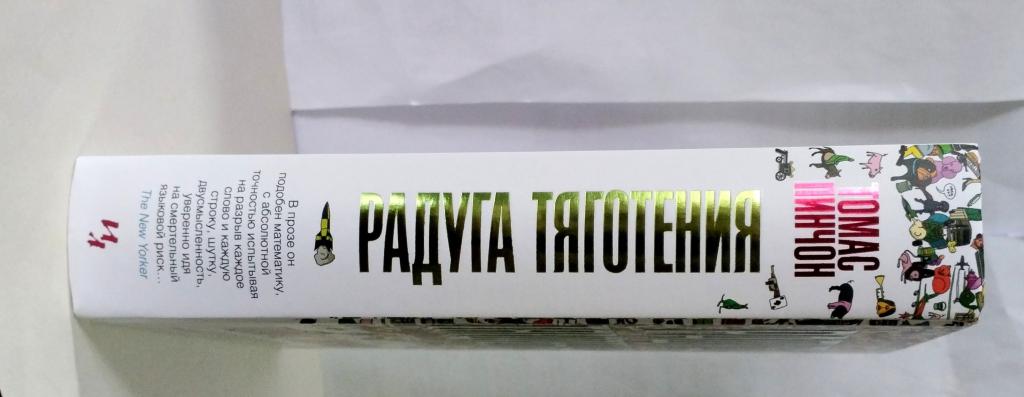 ТОМАС
ПИНЧОН
РАДУГА ТЯГОТЕНИЯ
В прозе он
подобен математику,
с абсолютной
точностью испытывая
на разрыв каждое
слово и каждую
строку, шутку,
двусмысленность,
уверенно идя
на смертельный
языковой риск...
The New Yorker